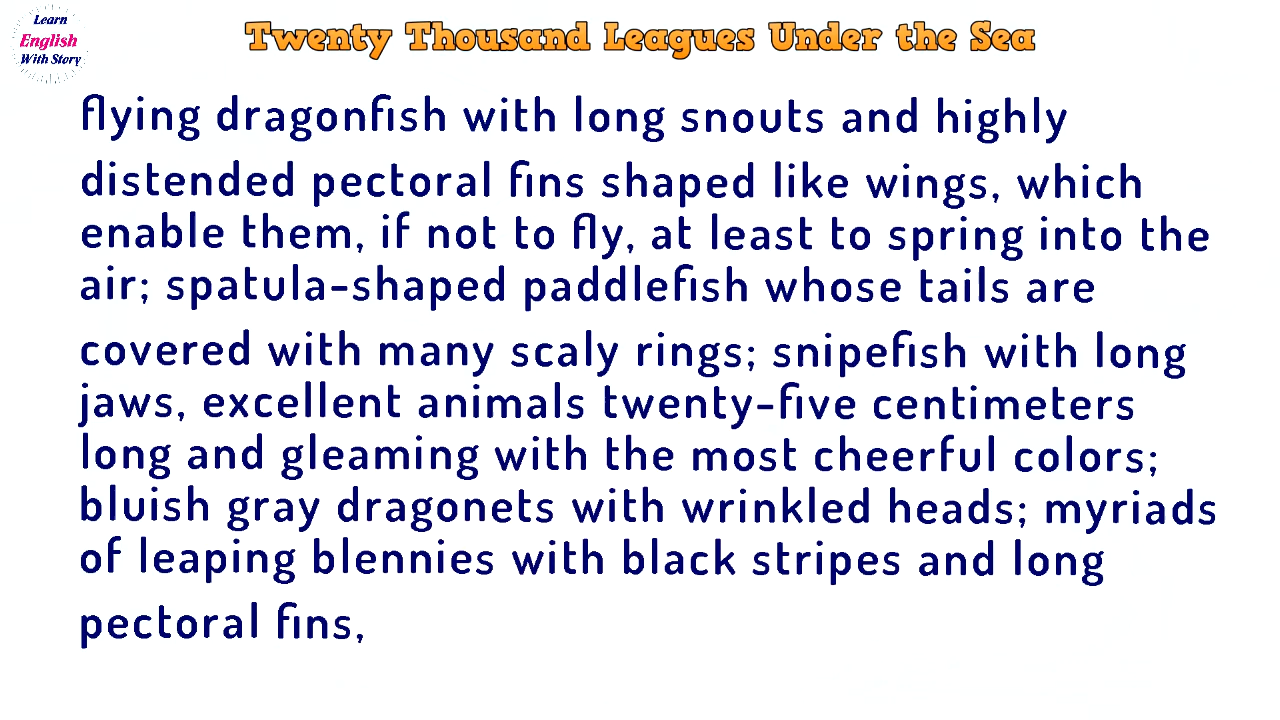 Learn
English
With Story
Twenty Thousand Leagues Under the Sea
flying dragonfish with long snouts and highly
distended pectoral fins shaped like wings, which
enable them, if not to fly, at least to spring into the
air; spatula-shaped paddlefish whose tails are
covered with many scaly rings; snipefish with long
jaws, excellent animals twenty-five centimeters
long and gleaming with the most cheerful colors;
bluish gray dragonets with wrinkled heads; myriads
of leaping blennies with black stripes and long
pectoral fins,